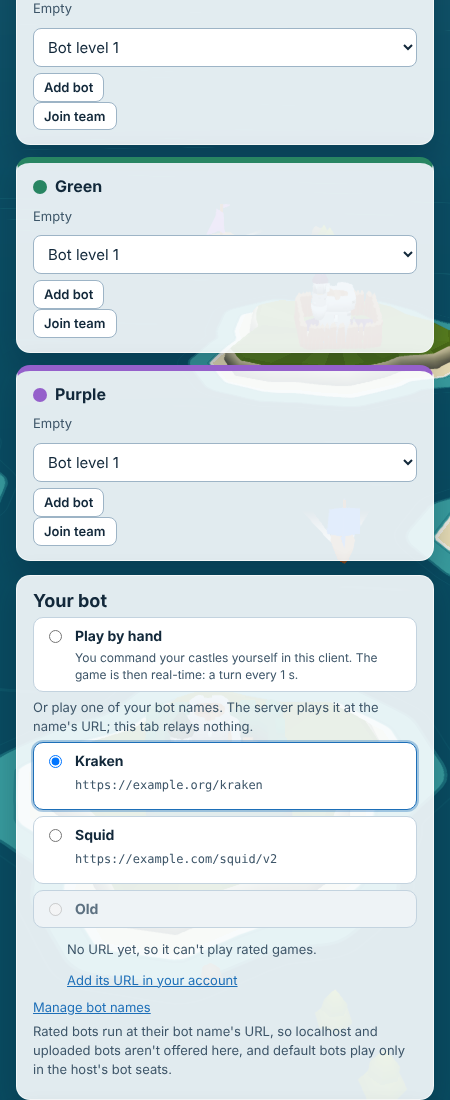 Empty
Bot level 1
Add bot
Join team
Green
Empty
Bot level 1
Add bot
Join team
Purple
Empty
Bot level 1
Add bot
Join team
Your bot
Play by hand
You command your castles yourself in this client. The
game is then real-time: a turn every 1 s.
Or play one of your bot names. The server plays it at the
name's URL; this tab relays nothing.
Kraken
https://example.org/kraken
Squid
https://example.com/squid/v2
Old
No URL yet, so it can't play rated games.
Add its URL in your account
Manage bot names
Rated bots run at their bot name's URL, so localhost and
uploaded bots aren't offered here, and default bots play only
in the host's bot seats.